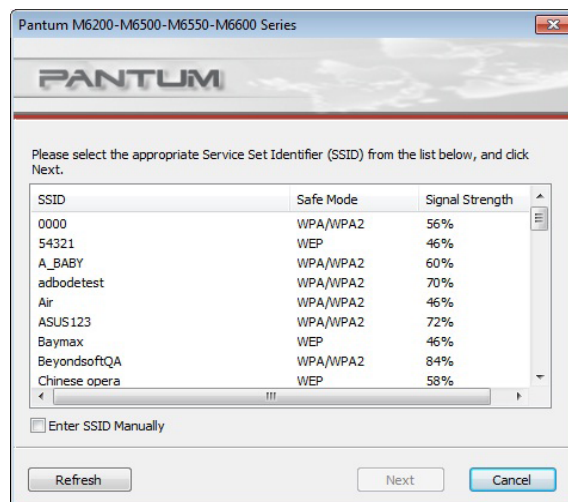 Pantum M6200-M6500-M6550-M6600 Series
PANTUM
Please select the appropriate Service Set Identifier (SSID) from the list below, and click
Next.
SSID Safe Mode Signal Strength
0000 WPA/WPA2 56%
54321 WEP 46%
A_BABY WPA/WPA2 60%
adbodetest WPA/WPA2 70%
Air WPA/WPA2 46%
ASUS123 WPA/WPA2 72%
Baymax WEP 46%
BeyondsoftQA WPA/WPA2 84%
Chinese opera WEP 58%
Enter SSID Manually
Refresh Next Cancel